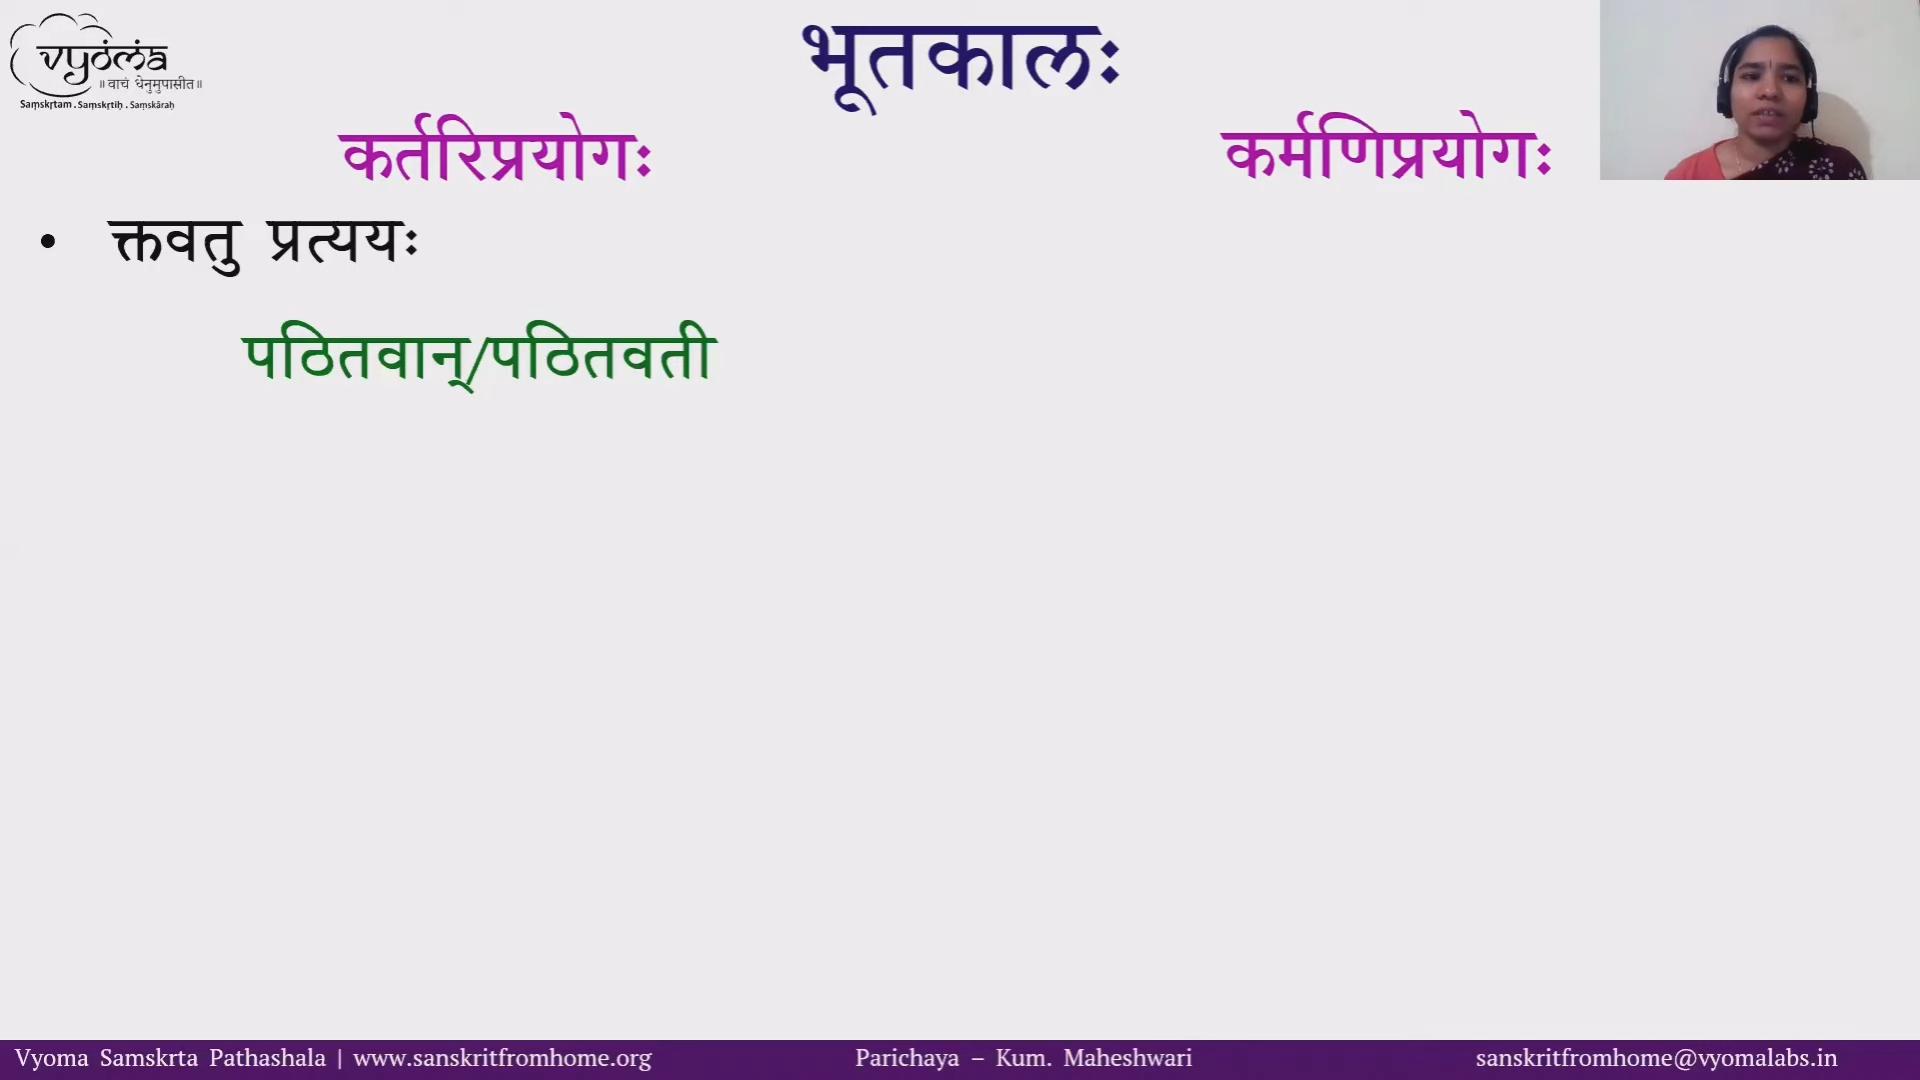 vyoma
॥वाचं धेनुमुपासीत॥
Saṃskṛtam . Saṃskṛtiḥ . Saṃskāraḥ
भूतकालः
कर्तरिप्रयोगः
कर्मणिप्रयोगः
• क्तवतु प्रत्ययः
पठितवान्/पठितवती
Vyoma Samskrta Pathashala | www.sanskritfromhome.org
Parichaya – Kum. Maheshwari
sanskritfromhome@vyomalabs.in